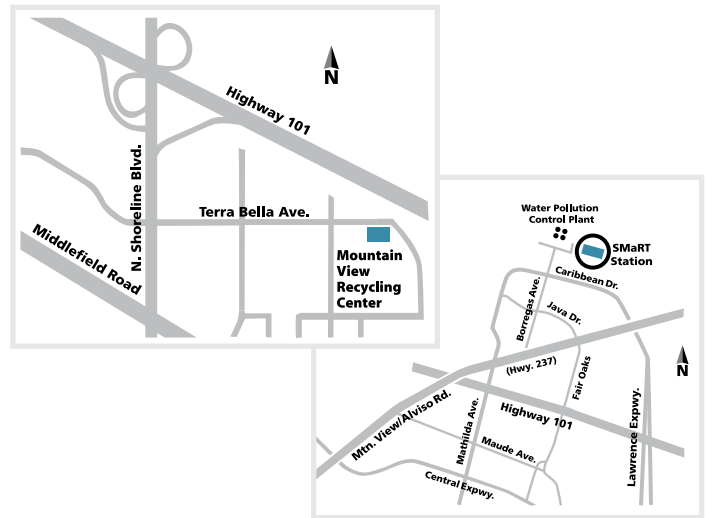 N
Highway 101
N. Shoreline Blvd.
Terra Bella Ave.
Middlefield Road
Mountain
View
Recycling
Center
Water Pollution
Control Plant
SMaRT
Station
Caribbean Dr.
Borregas Ave.
Java Dr.
(Hwy. 237)
Fair Oaks
N
Mtn. View/Alviso Rd.
Mathilda Ave.
Highway 101
Lawrence Expwy.
Maude Ave.
Central Expwy.